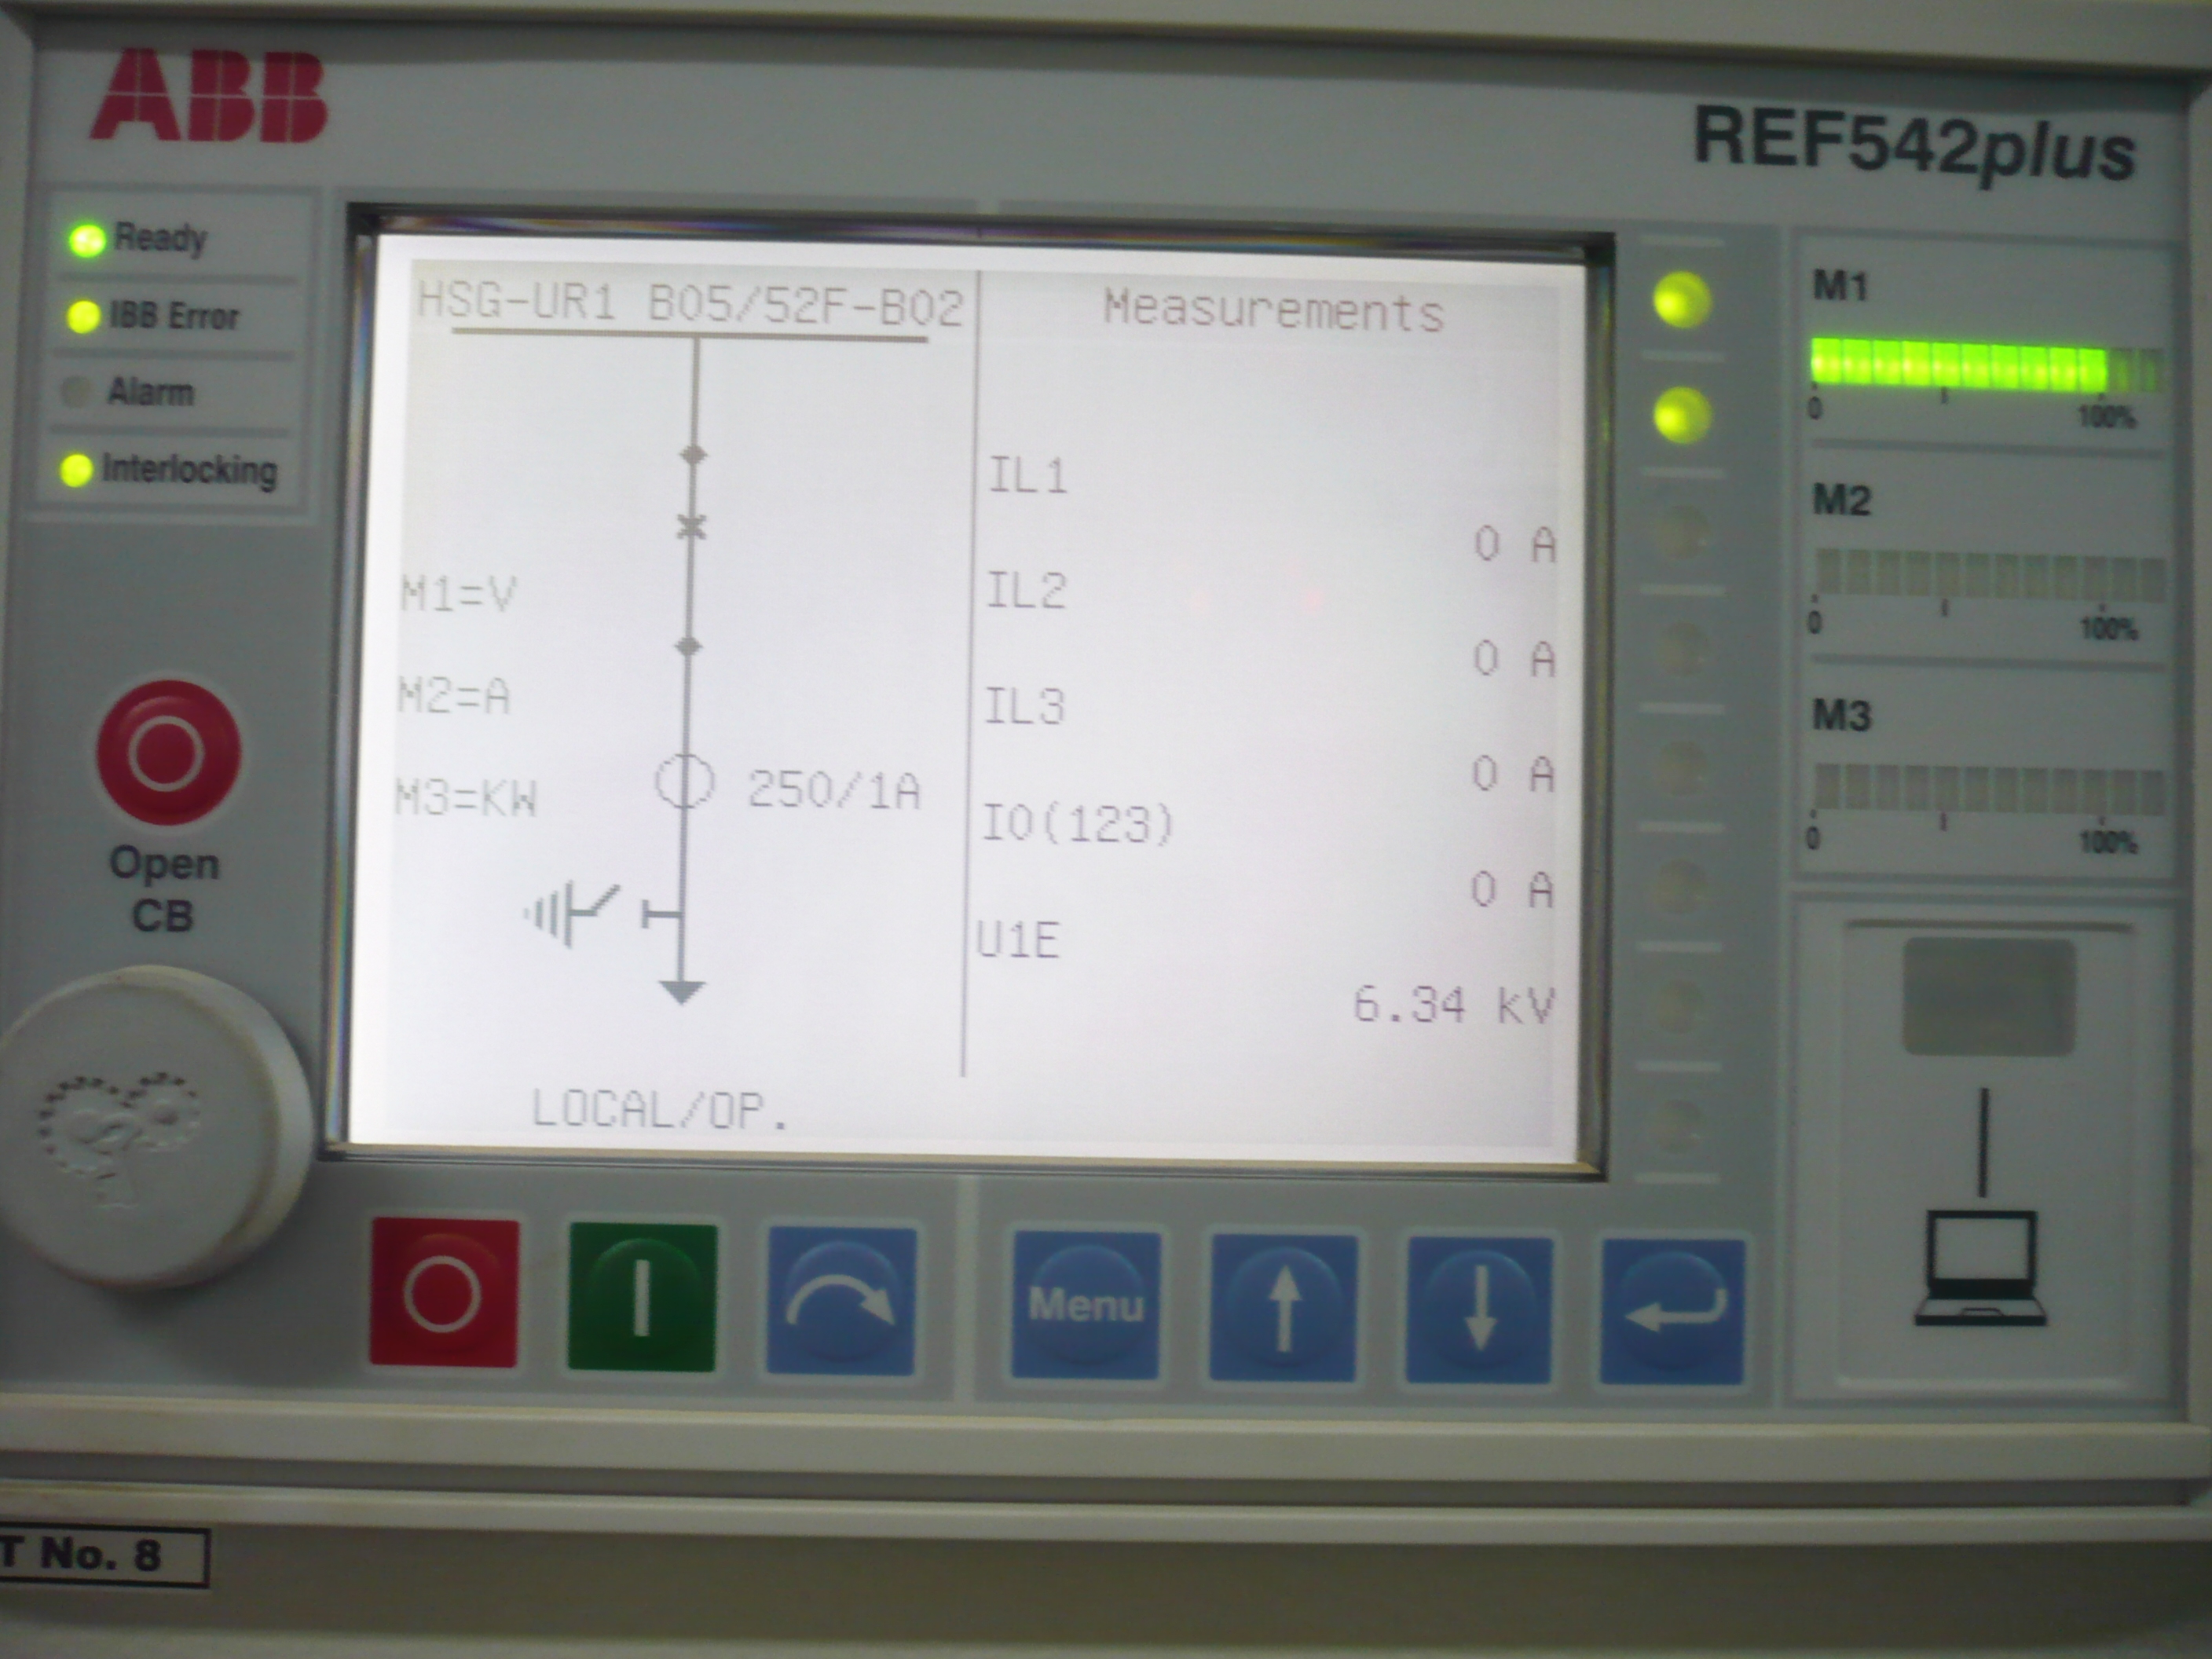 ABB
REF542plus
Ready
IBB Error
Alarm
Interlocking
Open
CB
HSG-UR1 B05/52F-B02
M1=V
M2=A
M3=KW
250/1A
LOCAL/OP.
Measurements
IL1
0 A
IL2
0 A
IL3
0 A
I0(123)
0 A
U1E
6.34 kV
M1
0 100%
M2
0 100%
M3
0 100%
Menu
T No. 8